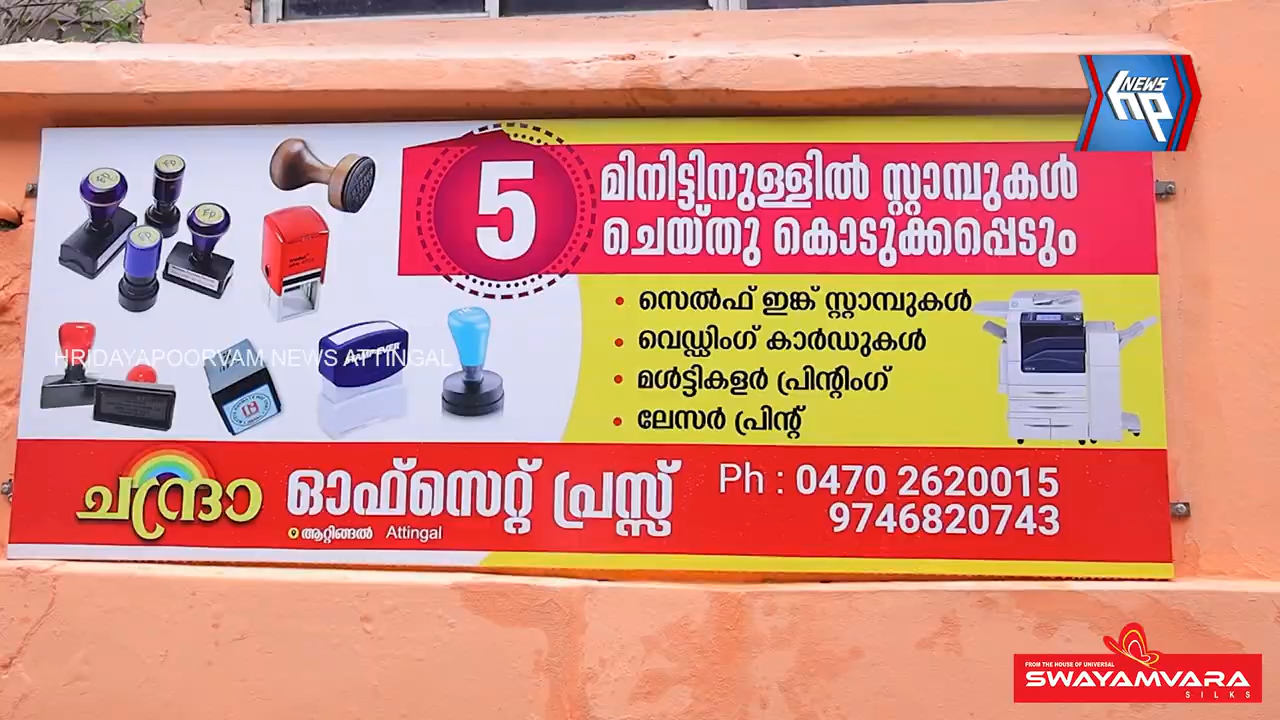 NEWS
hp
5 മിനിട്ടിനുള്ളിൽ സ്റ്റാമ്പുകൾ
ചെയ്തു കൊടുക്കപ്പെടും
• സെൽഫ് ഇങ്ക് സ്റ്റാമ്പുകൾ
• വെഡ്ഡിംഗ് കാർഡുകൾ
• മൾട്ടികളർ പ്രിന്റിംഗ്
• ലേസർ പ്രിന്റ്
HRIDAYAPOORVAM NEWS ATTINGAL
ചന്ദ്രാ ഓഫ്സെറ്റ് പ്രസ്സ്
ആറ്റിങ്ങൽ Attingal
Ph : 0470 2620015
9746820743
FROM THE HOUSE OF UNIVERSAL
SWAYAMVARA
SILKS